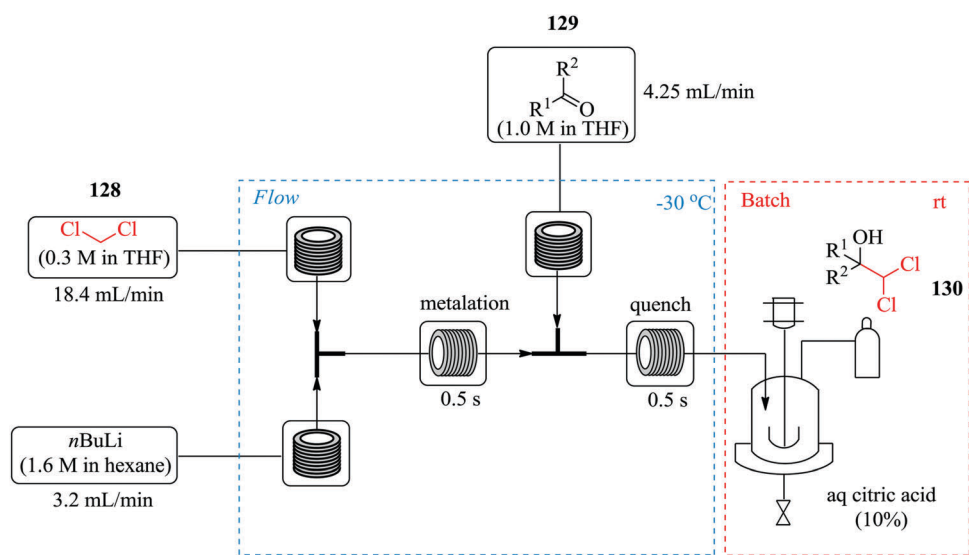 129
R²
R¹
O
(1.0 M in THF)
4.25 mL/min
128
Cl
Cl
(0.3 M in THF)
18.4 mL/min
Flow
-30 °C
metalation
0.5 s
quench
0.5 s
nBuLi
(1.6 M in hexane)
3.2 mL/min
Batch
rt
OH
R¹
R²
Cl
Cl
130
aq citric acid
(10%)